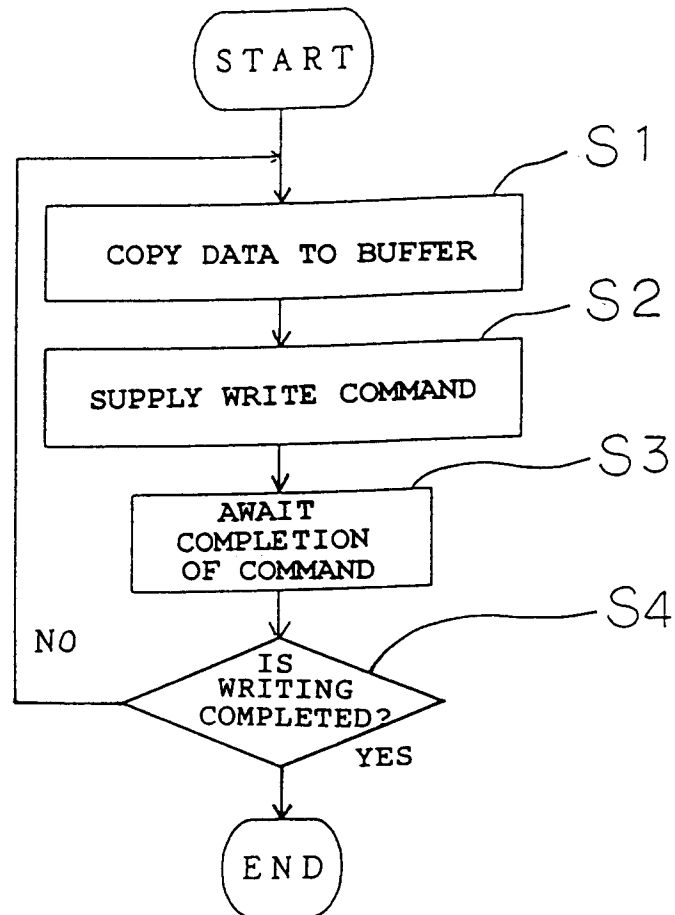 START
S1
COPY DATA TO BUFFER
S2
SUPPLY WRITE COMMAND
S3
AWAIT
COMPLETION
OF COMMAND
S4
NO
IS
WRITING
COMPLETED?
YES
END